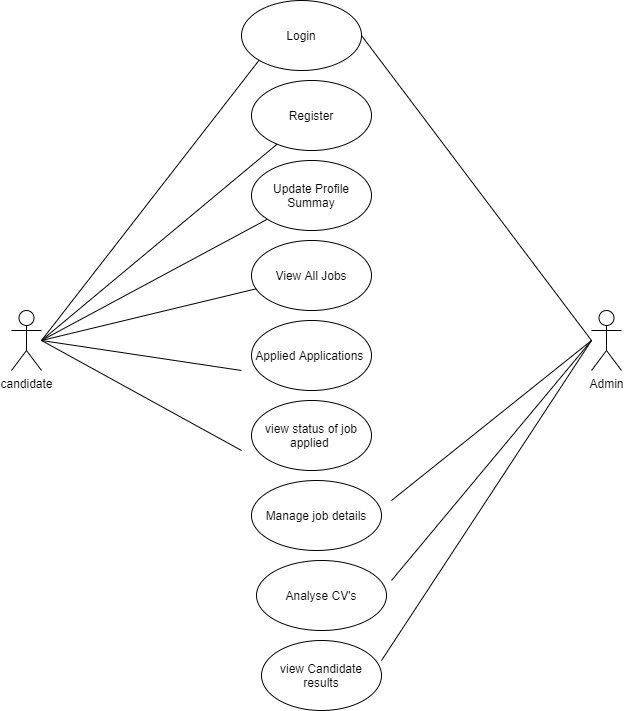 Login
Register
Update Profile
Summay
View All Jobs
Applied Applications
candidate
Admin
view status of job
applied
Manage job details
Analyse CV's
view Candidate
results